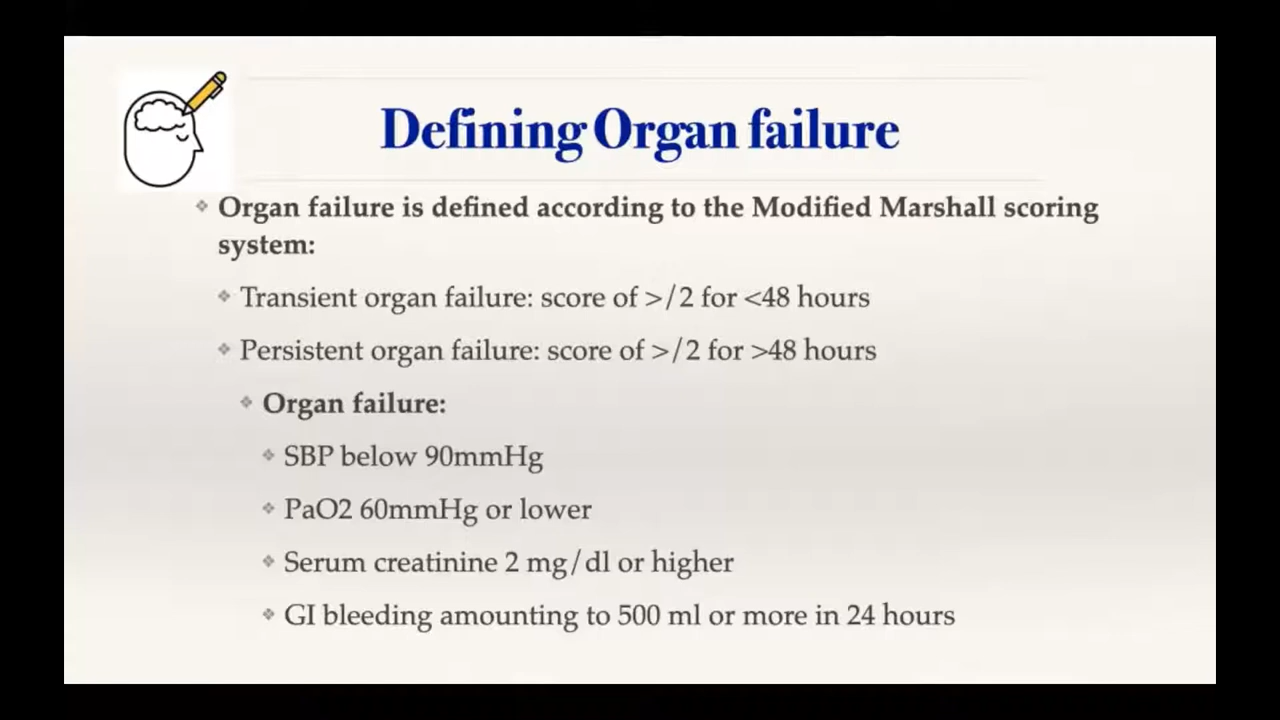 Defining Organ failure
❖ Organ failure is defined according to the Modified Marshall scoring
system:
❖ Transient organ failure: score of >/2 for <48 hours
❖ Persistent organ failure: score of >/2 for >48 hours
❖ Organ failure:
❖ SBP below 90mmHg
❖ PaO2 60mmHg or lower
❖ Serum creatinine 2 mg/dl or higher
❖ GI bleeding amounting to 500 ml or more in 24 hours